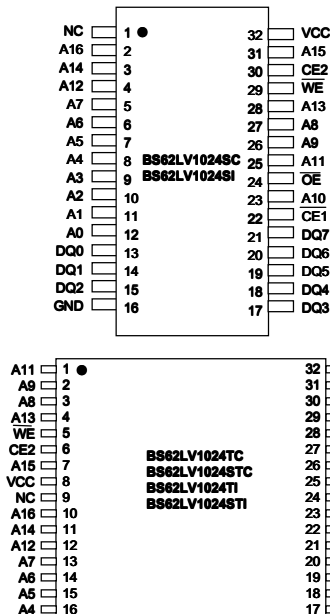 NC 1 32 VCC
A16 2 31 A15
A14 3 30 CE2
A12 4 29 WE
A7 5 28 A13
A6 6 27 A8
A5 7 26 A9
A4 8 BS62LV1024SC 25 A11
A3 9 BS62LV1024SI 24 OE
A2 10 23 A10
A1 11 22 CE1
A0 12 21 DQ7
DQ0 13 20 DQ6
DQ1 14 19 DQ5
DQ2 15 18 DQ4
GND 16 17 DQ3
A11 1 32
A9 2 31
A8 3 30
A13 4 29
WE 5 28
CE2 6 27
A15 7 BS62LV1024TC 26
VCC 8 BS62LV1024STC 25
NC 9 BS62LV1024TI 24
A16 10 BS62LV1024STI 23
A14 11 22
A12 12 21
A7 13 20
A6 14 19
A5 15 18
A4 16 17